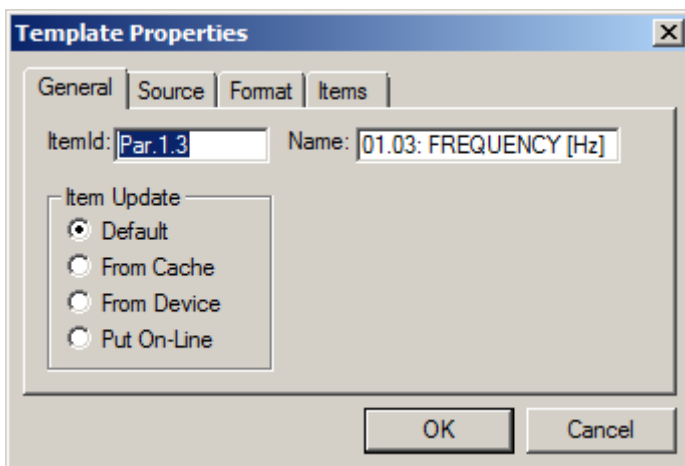 Template Properties
General Source Format Items
ItemId: Par.1.3 Name: 01.03: FREQUENCY [Hz]
Item Update
Default
From Cache
From Device
Put On-Line
OK Cancel